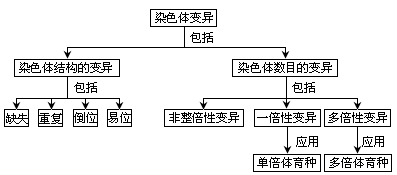 染色体变异
包括
染色体结构的变异
染色体数目的变异
包括
包括
缺失
重复
倒位
易位
非整倍性变异
一倍性变异
多倍性变异
应用
应用
单倍体育种
多倍体育种